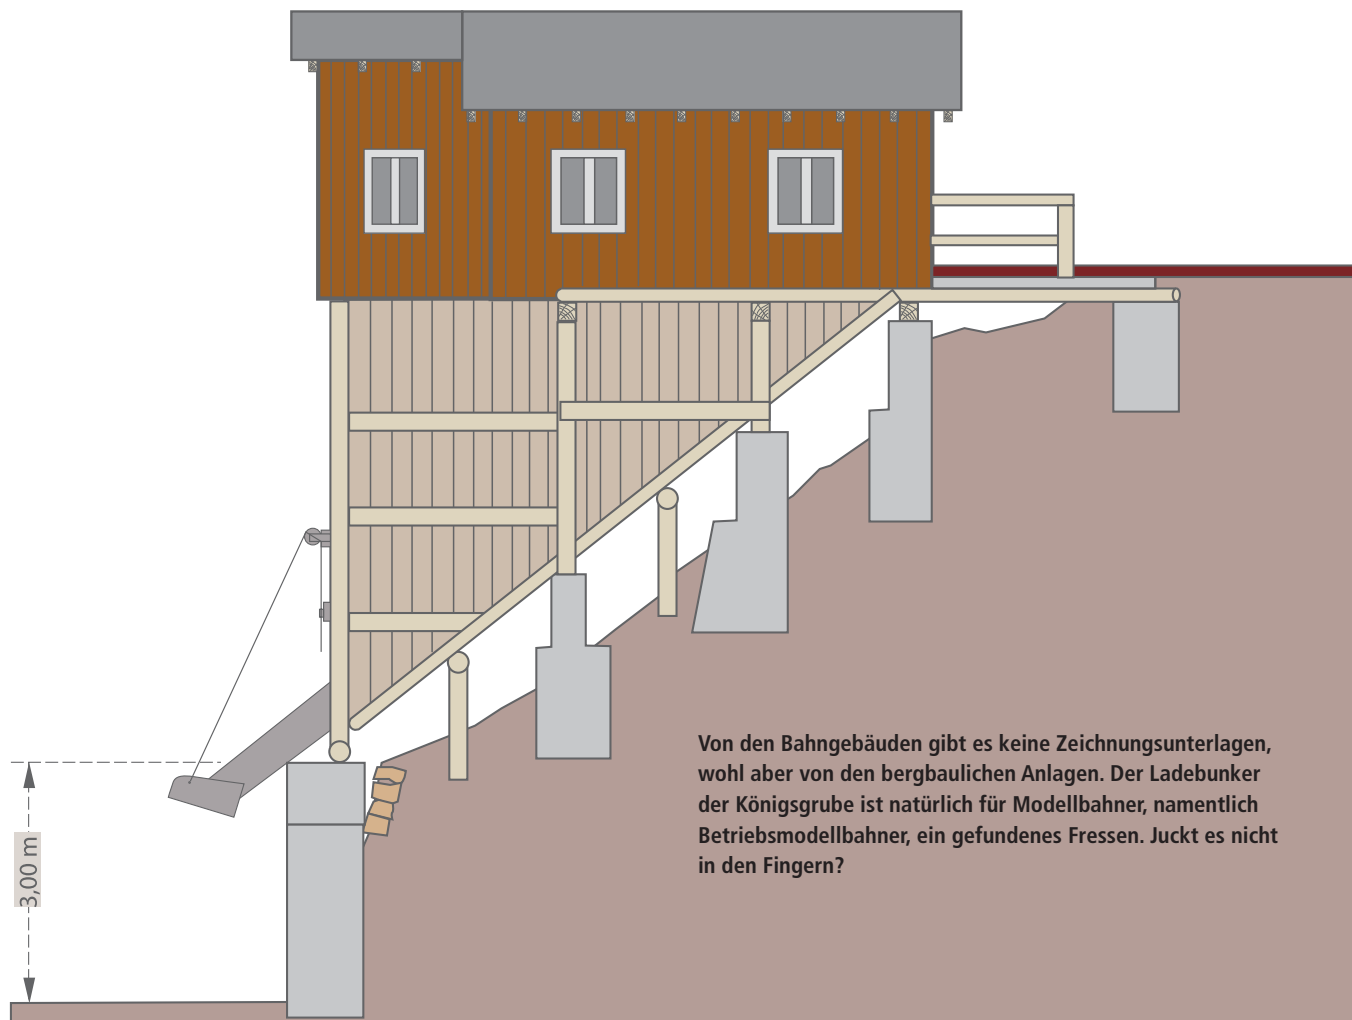 3,00 m
Von den Bahngebäuden gibt es keine Zeichnungsunterlagen,
wohl aber von den bergbaulichen Anlagen. Der Ladebunker
der Königsgrube ist natürlich für Modellbahner, namentlich
Betriebsmodellbahner, ein gefundenes Fressen. Juckt es nicht
in den Fingern?